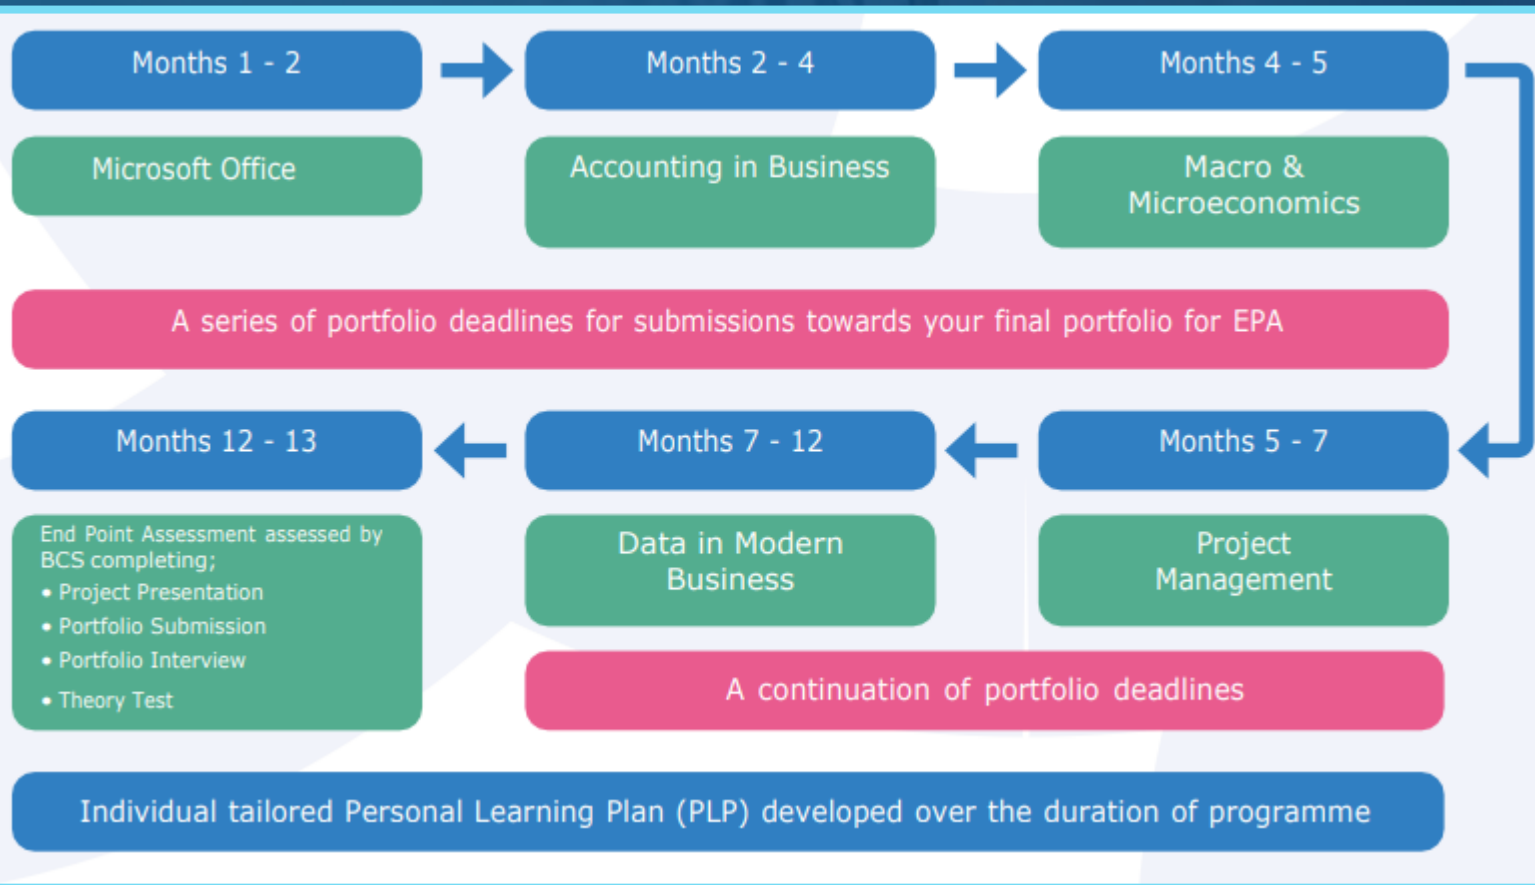 Months 1 - 2
Months 2 - 4
Months 4 - 5
Microsoft Office
Accounting in Business
Macro &
Microeconomics
A series of portfolio deadlines for submissions towards your final portfolio for EPA
Months 5 - 7
Months 7 - 12
Months 12 - 13
Project
Management
Data in Modern
Business
End Point Assessment assessed by
BCS completing;
• Project Presentation
• Portfolio Submission
• Portfolio Interview
• Theory Test
A continuation of portfolio deadlines
Individual tailored Personal Learning Plan (PLP) developed over the duration of programme